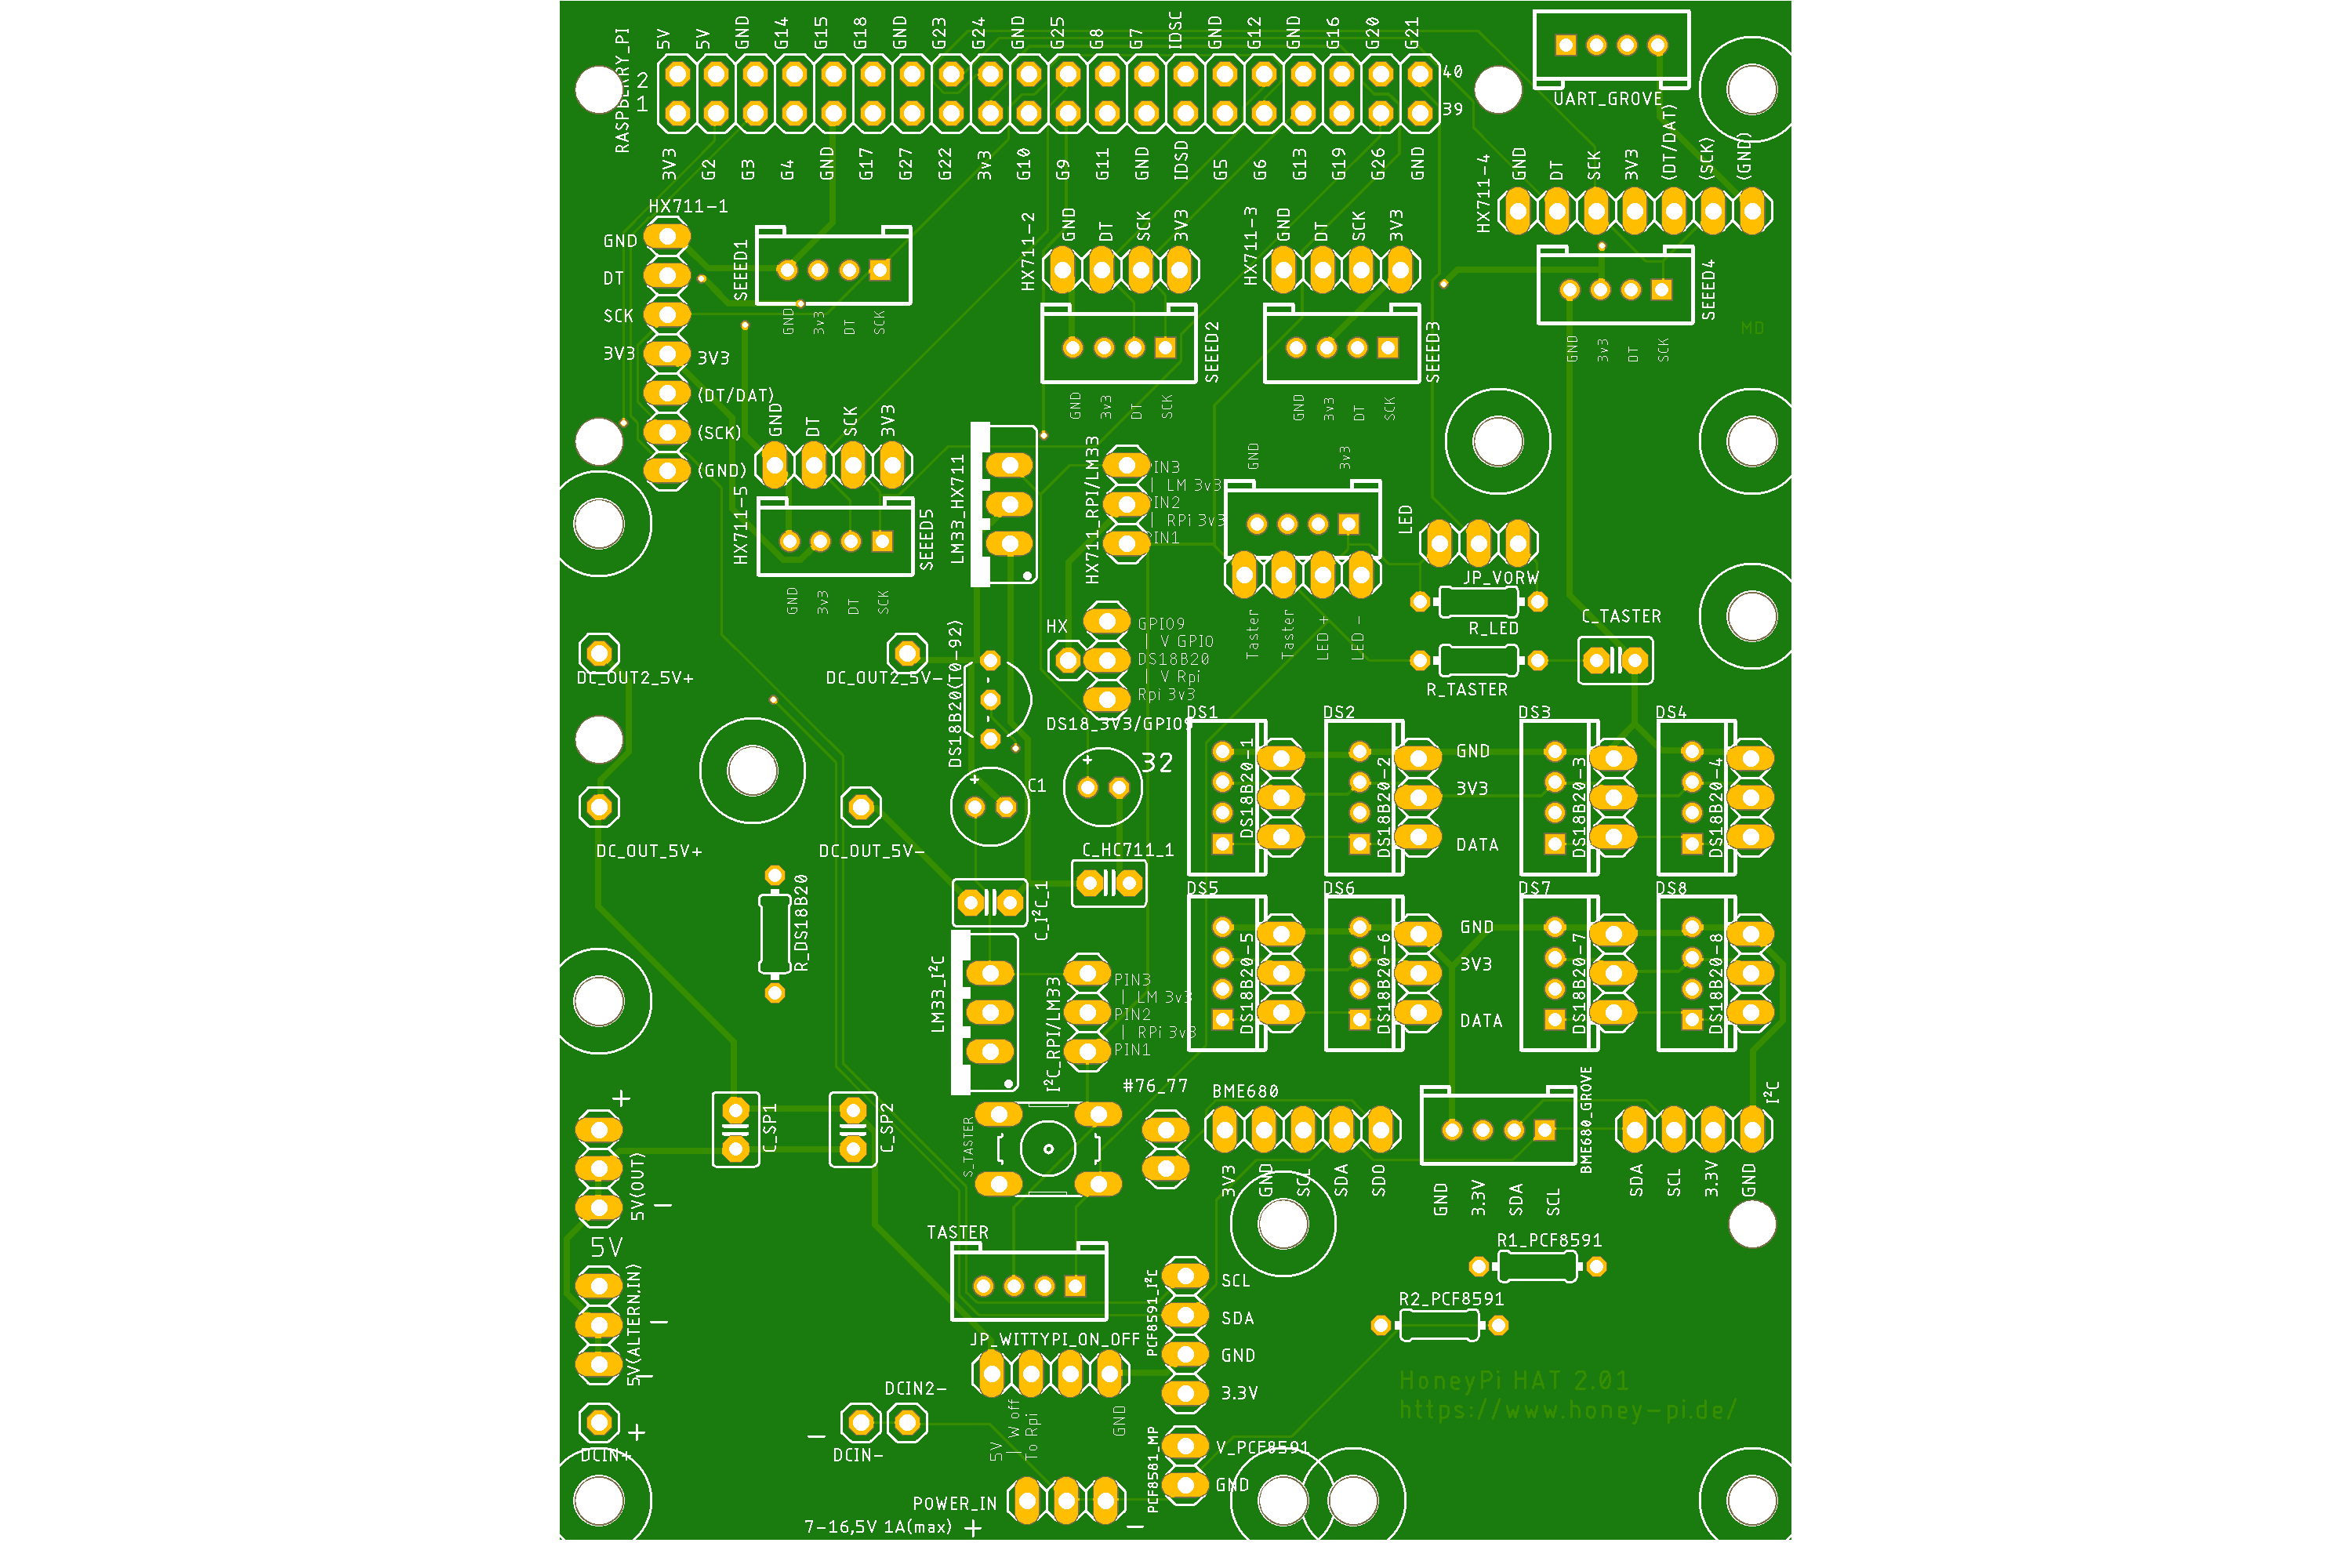 RASPBERRY_PI
5V 5V GND G14 G15 G18 GND G23 G24 GND G25 G8 G7 IDSC GND G12 GND G16 G20 G21
2
1
40
39
3V3 G2 G3 G4 GND G17 G27 G22 3V3 G10 G9 G11 GND IDSD G5 G6 G13 G19 G26 GND
UART_GROVE
HX711-4
GND DT SCK 3V3 (DT/DAT) (SCK) (GND)
HX711-1
GND
DT
SCK
3V3
3V3
(DT/DAT)
(SCK)
(GND)
SEEED1
GND 3v3 DT SCK
HX711-2
GND DT SCK 3V3
SEEED2
GND 3v3 DT SCK
HX711-3
GND DT SCK 3V3
SEEED3
GND 3v3 DT SCK
SEEED4
GND 3v3 DT SCK
MD
HX711-5
GND DT SCK 3V3
SEEED5
GND 3v3 DT SCK
LM33_HX711
HX711_RPI/LM33
IN3
| LM 3v3
PIN2
| RPi 3v3
PIN1
GND 3v3
Taster Taster LED + LED -
LED
JP_VORW
R_LED
R_TASTER
C_TASTER
DC_OUT2_5V+
DC_OUT2_5V-
DS18B20(TO-92)
HX
GPIO9
| V GPIO
DS18B20
| V Rpi
Rpi 3v3
DS18_3V3/GPIO9
DC_OUT_5V+
DC_OUT_5V-
+
C1
+
32
C_HC711_1
C_I²C_1
R_DS18B20
DS1 DS2 DS3 DS4
DS18B20-1 DS18B20-2 DS18B20-3 DS18B20-4
GND
3V3
DATA
DS5 DS6 DS7 DS8
DS18B20-5 DS18B20-6 DS18B20-7 DS18B20-8
GND
3V3
DATA
LM33_I²C
I²C_RPI/LM33
PIN3
| LM 3v3
PIN2
| RPi 3v3
PIN1
#76_77
BME680
3V3 GND SCL SDA SDO
BME680_GROVE
GND 3.3V SDA SCL
I²C
SDA SCL 3.3V GND
+
5V(OUT)
-
C_SP1
C_SP2
S_TASTER
5V
5V(ALTERN.IN)
-
-
TASTER
JP_WITTYPI_ON_OFF
5V
| W off
To Rpi
GND
PCF8591_I²C
SCL
SDA
GND
3.3V
R1_PCF8591
R2_PCF8591
HoneyPi HAT 2.01
https://www.honey-pi.de/
DCIN+
+
DCIN2-
-
DCIN-
PCF8581_MP
V_PCF8591
GND
POWER_IN
7-16,5V 1A(max) +
-